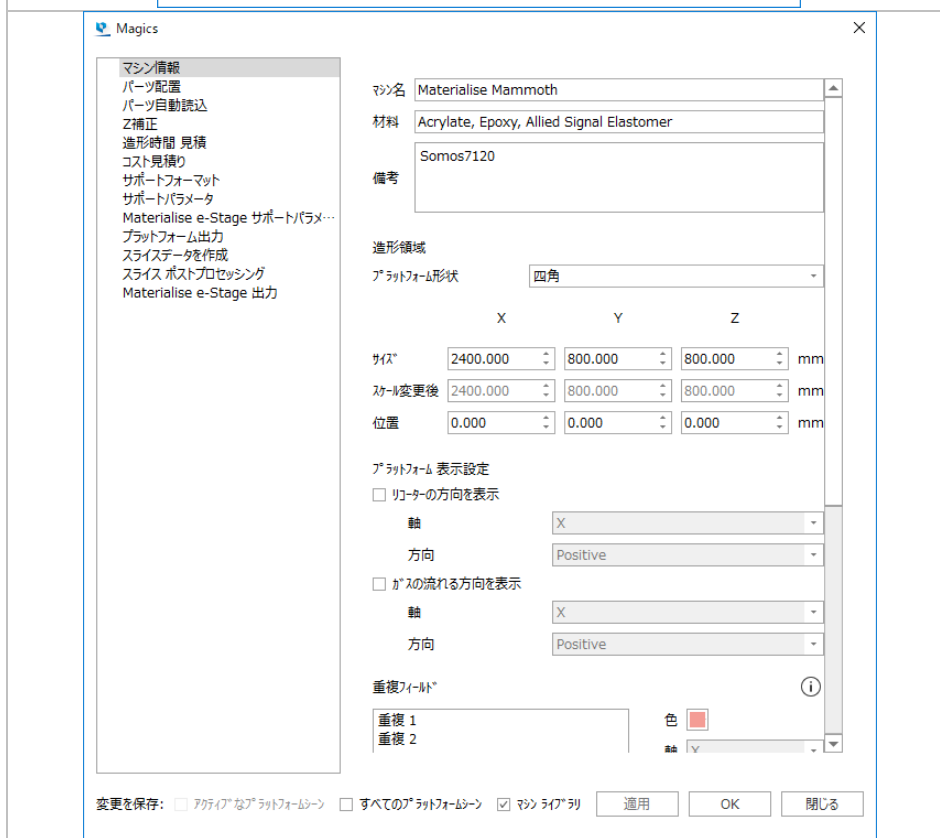 Magics
マシン情報
パーツ配置
パーツ自動読込
Z補正
造形時間 見積
コスト見積り
サポートフォーマット
サポートパラメータ
Materialise e-Stage サポートパラメ…
プラットフォーム出力
スライスデータを作成
スライス ポストプロセッシング
Materialise e-Stage 出力
マシン名 Materialise Mammoth
材料 Acrylate, Epoxy, Allied Signal Elastomer
備考 Somos7120
造形領域
プラットフォーム形状 四角
X Y Z
サイズ 2400.000 800.000 800.000 mm
スケール変更後 2400.000 800.000 800.000 mm
位置 0.000 0.000 0.000 mm
プラットフォーム 表示設定
リコーターの方向を表示
軸 X
方向 Positive
ガスの流れる方向を表示
軸 X
方向 Positive
重複フィールド
重複 1
重複 2
色
軸 X
変更を保存: アクティブなプラットフォームシーン すべてのプラットフォームシーン マシン ライブラリ 適用 OK 閉じる